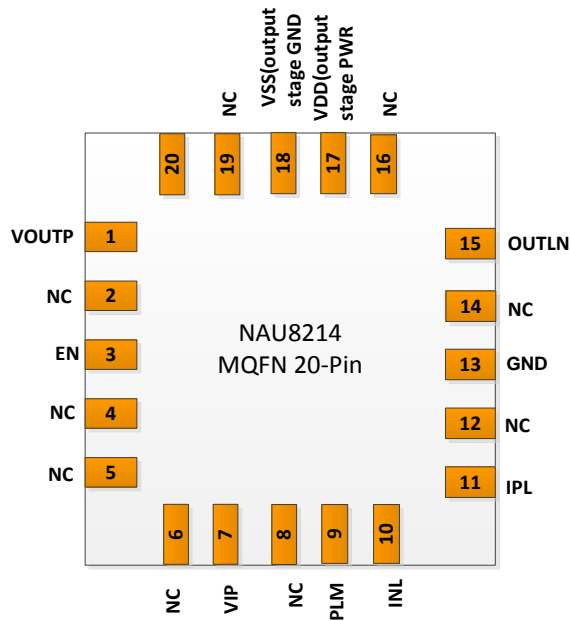 NC
VSS(output
stage GND
VDD(output
stage PWR
NC
20
19
18
17
16
VOUTP
1
15
OUTLN
NC
2
14
NC
EN
3
NAU8214
MQFN 20-Pin
13
GND
NC
4
12
NC
NC
5
11
IPL
6
7
8
9
10
NC
VIP
NC
PLM
INL